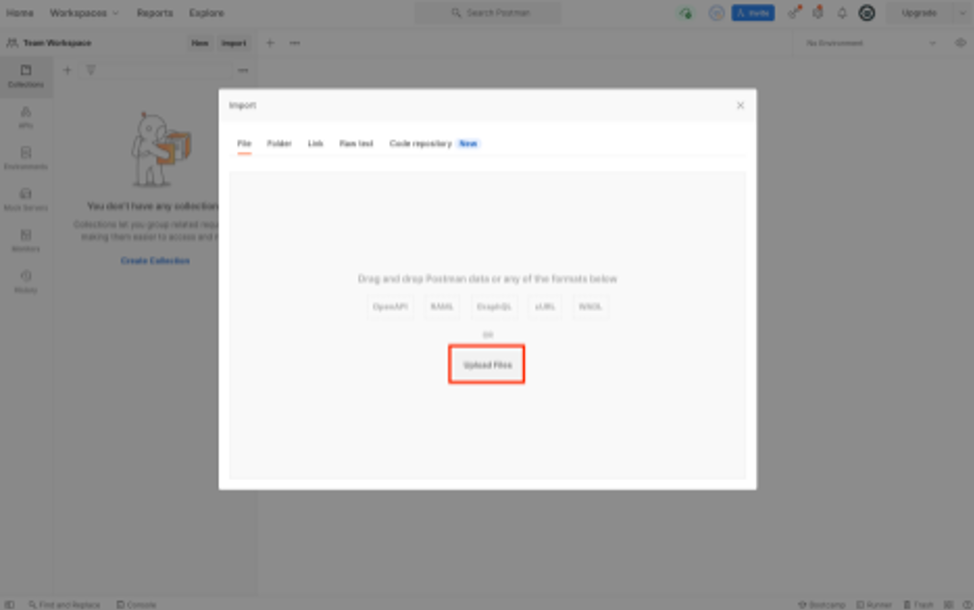 Home Workspaces Reports Explore Search Postman Invite Upgrade
Team Workspace New Import No Environment
Collections
APIs
Environments
Mock Servers
Monitors
History
You don't have any collection
Collections let you group related requ
making them easier to access and r
Create Collection
Import
File Folder Link Raw text Code repository New
Drag and drop Postman data or any of the formats below
OpenAPI RAML GraphQL cURL WADL
OR
Upload Files
Find and Replace Console Bootcamp Runner Trash